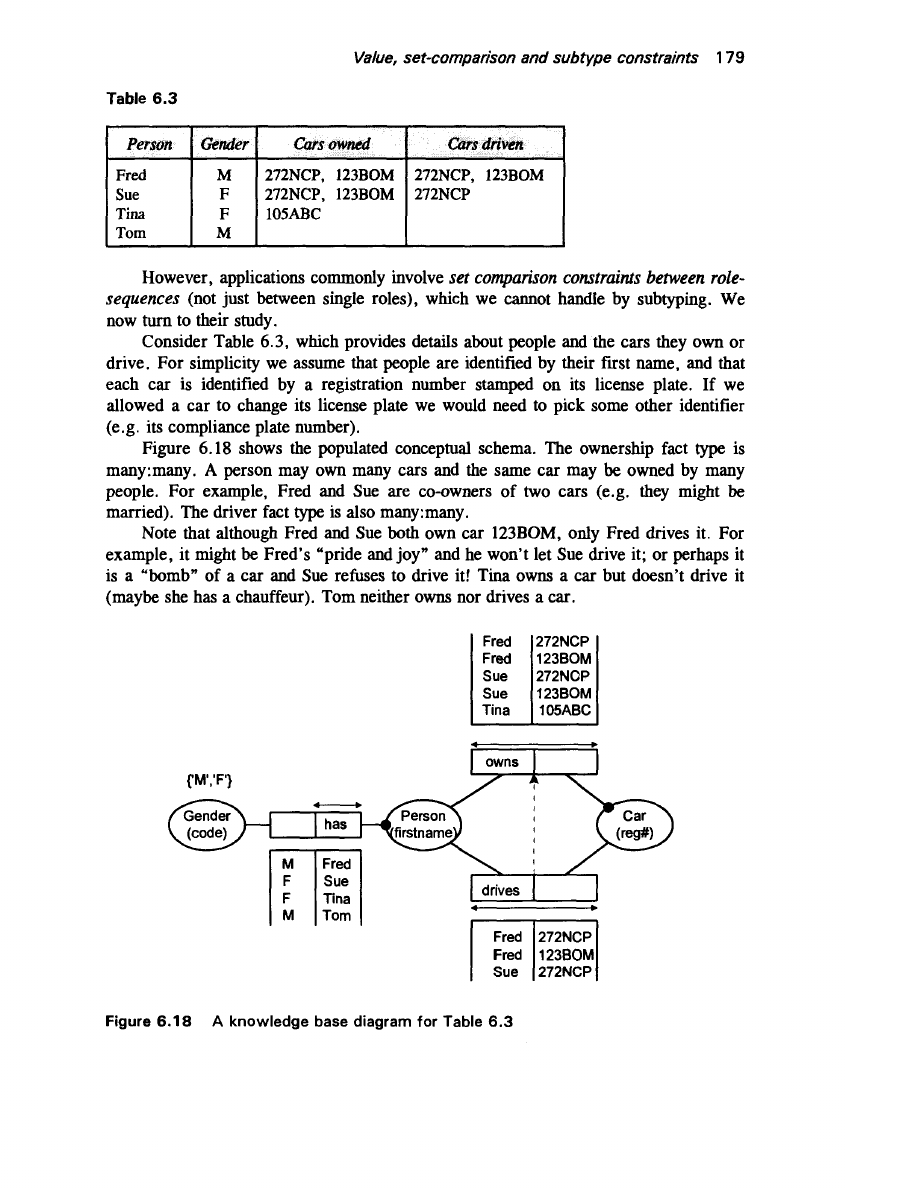 Value, set-comparison and subtype constraints 179
Table 6.3
Person Gender Cars owned Cars driven
Fred M 272NCP, 123BOM 272NCP, 123BOM
Sue F 272NCP, 123BOM 272NCP
Tina F 105ABC
Tom M
However, applications commonly involve set comparison constraints between role-
sequences (not just between single roles), which we cannot handle by subtyping. We
now turn to their study.
Consider Table 6.3, which provides details about people and the cars they own or
drive. For simplicity we assume that people are identified by their first name, and that
each car is identified by a registration number stamped on its license plate. If we
allowed a car to change its license plate we would need to pick some other identifier
(e.g. its compliance plate number).
Figure 6.18 shows the populated conceptual schema. The ownership fact type is
many:many. A person may own many cars and the same car may be owned by many
people. For example, Fred and Sue are co-owners of two cars (e.g. they might be
married). The driver fact type is also many:many.
Note that although Fred and Sue both own car 123BOM, only Fred drives it. For
example, it might be Fred's "pride and joy" and he won't let Sue drive it; or perhaps it
is a "bomb" of a car and Sue refuses to drive it! Tina owns a car but doesn't drive it
(maybe she has a chauffeur). Tom neither owns nor drives a car.
Fred 272NCP
Fred 123BOM
Sue 272NCP
Sue 123BOM
Tina 105ABC
owns
{'M','F'}
Gender
(code)
has
Person
(firstname)
Car
(reg#)
M Fred
F Sue
F Tina
M Tom
drives
Fred 272NCP
Fred 123BOM
Sue 272NCP
Figure 6.18 A knowledge base diagram for Table 6.3